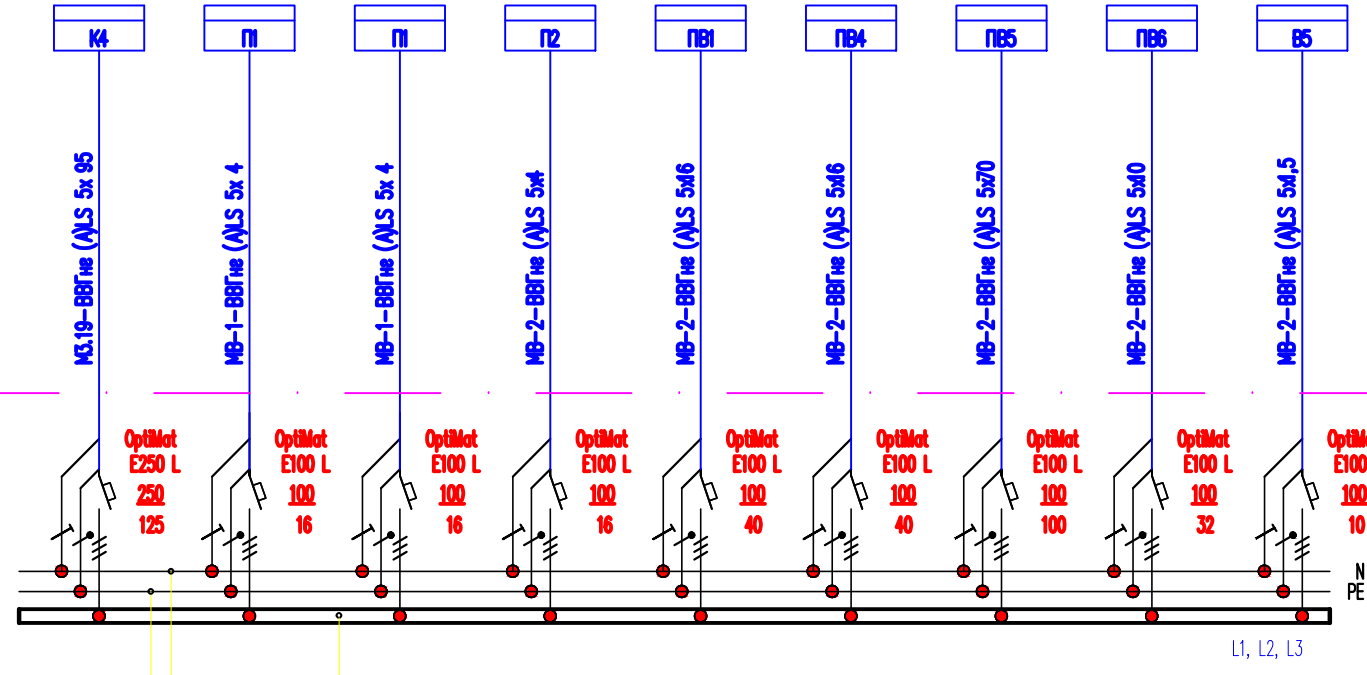 К4 П1 П1 П2 ПВ1 ПВ4 ПВ5 ПВ6 В5
М3.19-ВВГнг (А)LS 5х 95
МВ-1-ВВГнг (А)LS 5х 4
МВ-1-ВВГнг (А)LS 5х 4
МВ-2-ВВГнг (А)LS 5х4
МВ-2-ВВГнг (А)LS 5х16
МВ-2-ВВГнг (А)LS 5х16
МВ-2-ВВГнг (А)LS 5х70
МВ-2-ВВГнг (А)LS 5х10
МВ-2-ВВГнг (А)LS 5х1,5
OptiMat
E250 L
250
125
OptiMat
E100 L
100
16
OptiMat
E100 L
100
16
OptiMat
E100 L
100
16
OptiMat
E100 L
100
40
OptiMat
E100 L
100
40
OptiMat
E100 L
100
100
OptiMat
E100 L
100
32
OptiM
E100
100
10
N
PE
L1, L2, L3